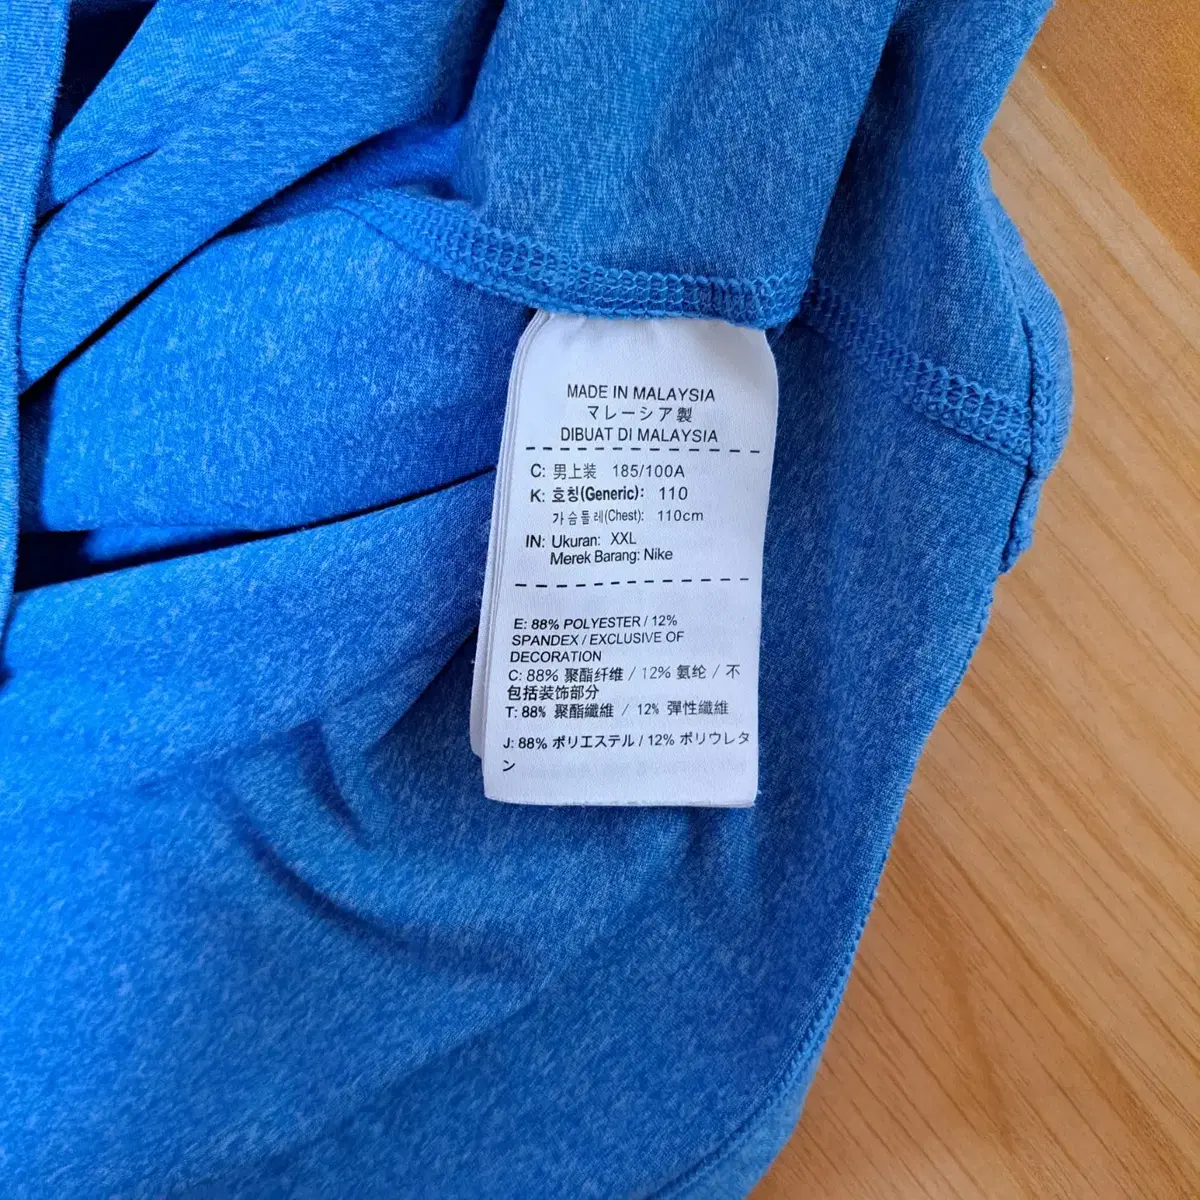 MADE IN MALAYSIA
マレーシア製
DIBUAT DI MALAYSIA
C: 男上装 185/100A
K: 호칭(Generic): 110
가슴둘레(Chest): 110cm
IN: Ukuran: XXL
Merek Barang: Nike
E: 88% POLYESTER / 12%
SPANDEX / EXCLUSIVE OF
DECORATION
C: 88% 聚酯纤维 / 12% 氨纶 / 不
包括装饰部分
T: 88% 聚酯纖維 / 12% 彈性纖維
J: 88% ポリエステル / 12% ポリウレタ
ン